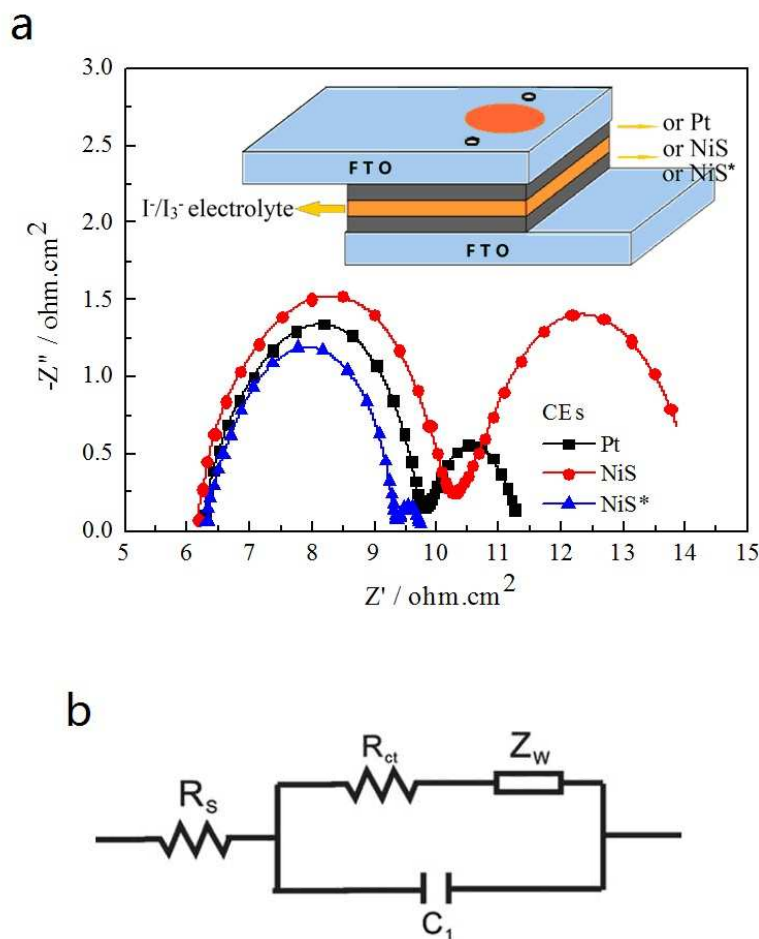 a
3.0
2.5
2.0
1.5
1.0
0.5
0.0
-Z" / ohm.cm²
FTO
or Pt
or NiS
or NiS*
I⁻/I₃⁻ electrolyte
FTO
CEs
Pt
NiS
NiS*
5 6 7 8 9 10 11 12 13 14 15
Z' / ohm.cm²
b
Rs
Rct
Zw
C₁